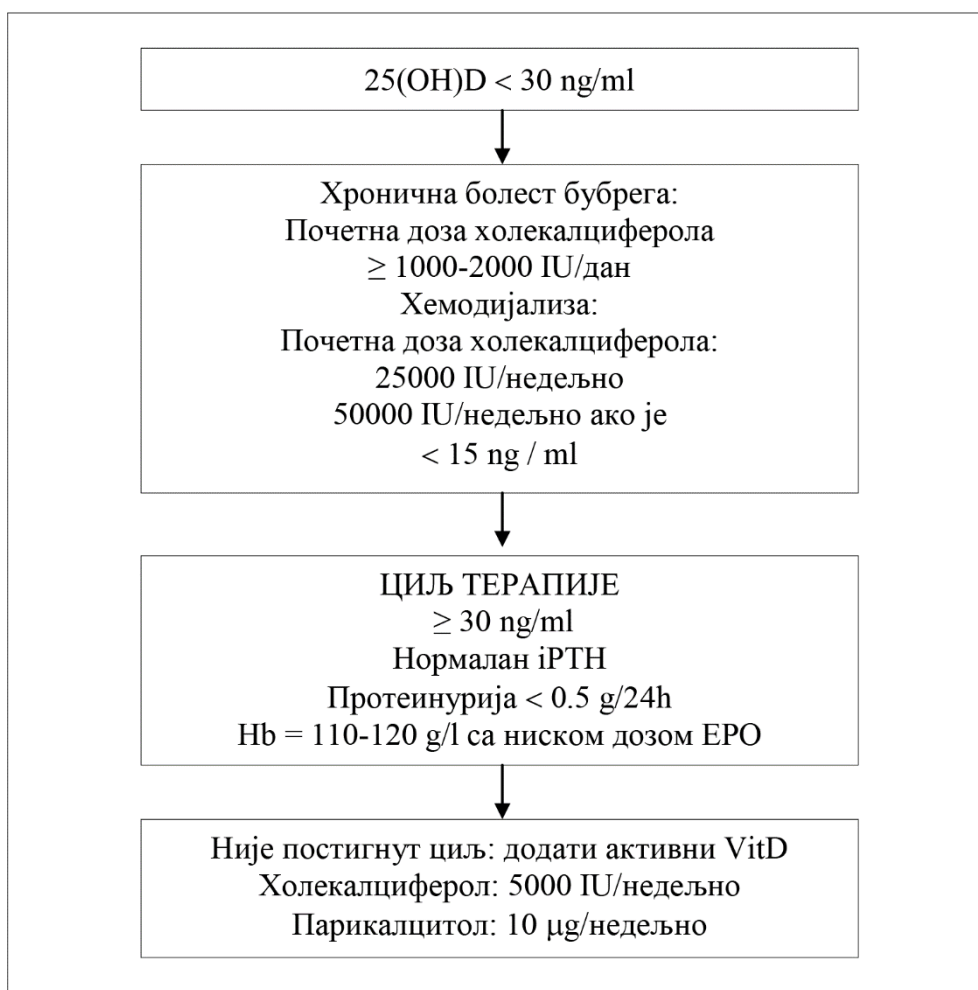 25(OH)D < 30 ng/ml
Хронична болест бубрега:
Почетна доза холекалциферола
≥ 1000-2000 IU/дан
Хемодијализа:
Почетна доза холекалциферола:
25000 IU/недељно
50000 IU/недељно ако је
< 15 ng / ml
ЦИЉ ТЕРАПИЈЕ
≥ 30 ng/ml
Нормалан iPTH
Протеинурија < 0.5 g/24h
Hb = 110-120 g/l са ниском дозом EPO
Није постигнут циљ: додати активни VitD
Холекалциферол: 5000 IU/недељно
Парикалцитол: 10 μg/недељно